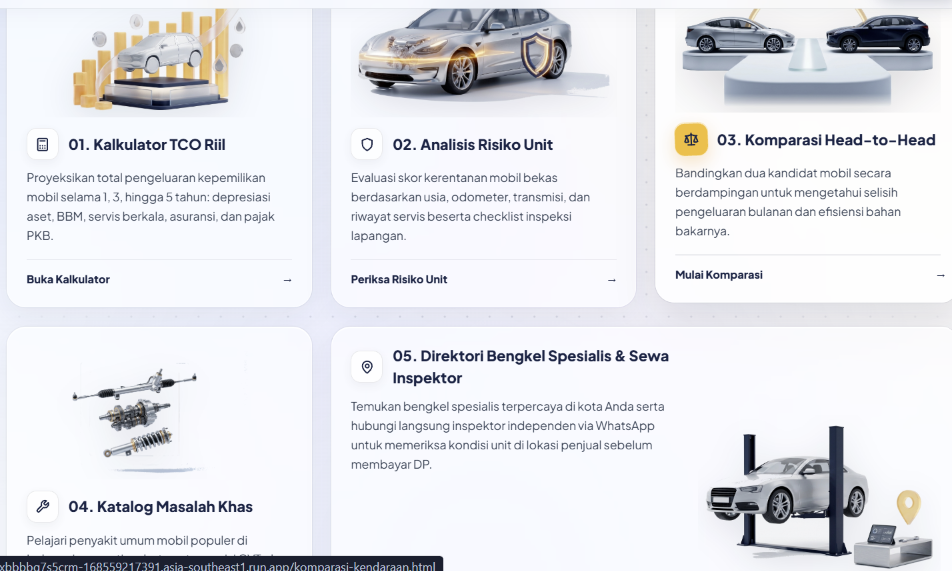 01. Kalkulator TCO Riil
Proyeksikan total pengeluaran kepemilikan
mobil selama 1, 3, hingga 5 tahun: depresiasi
aset, BBM, servis berkala, asuransi, dan pajak
PKB.
Buka Kalkulator →
02. Analisis Risiko Unit
Evaluasi skor kerentanan mobil bekas
berdasarkan usia, odometer, transmisi, dan
riwayat servis beserta checklist inspeksi
lapangan.
Periksa Risiko Unit →
03. Komparasi Head-to-Head
Bandingkan dua kandidat mobil secara
berdampingan untuk mengetahui selisih
pengeluaran bulanan dan efisiensi bahan
bakarnya.
Mulai Komparasi →
04. Katalog Masalah Khas
Pelajari penyakit umum mobil populer di
05. Direktori Bengkel Spesialis & Sewa
Inspektor
Temukan bengkel spesialis terpercaya di kota Anda serta
hubungi langsung inspektor independen via WhatsApp
untuk memeriksa kondisi unit di lokasi penjual sebelum
membayar DP.
xbbbbq7s5crm-168559217391.asia-southeast1.run.app/komparasi-kendaraan.html